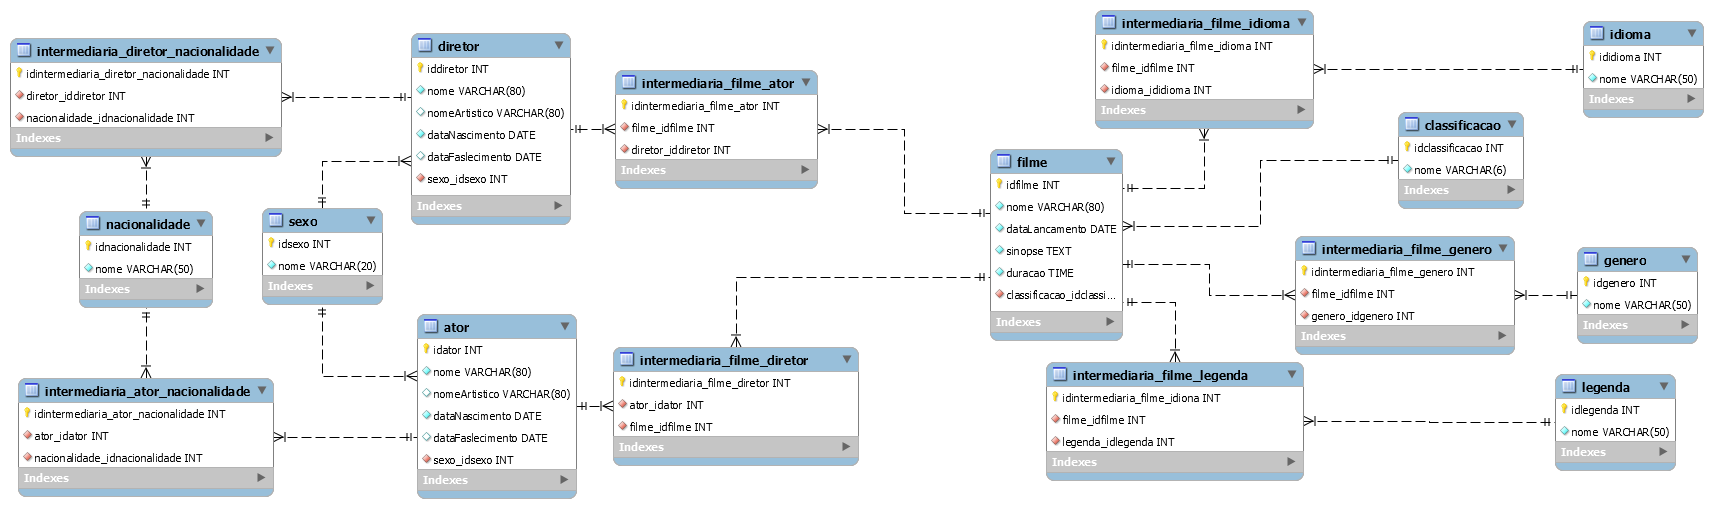 intermediaria_diretor_nacionalidade
idintermediaria_diretor_nacionalidade INT
diretor_iddiretor INT
nacionalidade_idnacionalidade INT
Indexes
diretor
iddiretor INT
nome VARCHAR(80)
nomeArtistico VARCHAR(80)
dataNascimento DATE
dataFaslecimento DATE
sexo_idsexo INT
Indexes
intermediaria_filme_ator
idintermediaria_filme_ator INT
filme_idfilme INT
diretor_iddiretor INT
Indexes
intermediaria_filme_idioma
idintermediaria_filme_idioma INT
filme_idfilme INT
idioma_ididioma INT
Indexes
idioma
ididioma INT
nome VARCHAR(50)
Indexes
classificacao
idclassificacao INT
nome VARCHAR(6)
Indexes
filme
idfilme INT
nome VARCHAR(80)
dataLancamento DATE
sinopse TEXT
duracao TIME
classificacao_idclassi...
Indexes
nacionalidade
idnacionalidade INT
nome VARCHAR(50)
Indexes
sexo
idsexo INT
nome VARCHAR(20)
Indexes
intermediaria_filme_genero
idintermediaria_filme_genero INT
filme_idfilme INT
genero_idgenero INT
Indexes
genero
idgenero INT
nome VARCHAR(50)
Indexes
ator
idator INT
nome VARCHAR(80)
nomeArtistico VARCHAR(80)
dataNascimento DATE
dataFaslecimento DATE
sexo_idsexo INT
Indexes
intermediaria_filme_diretor
idintermediaria_filme_diretor INT
ator_idator INT
filme_idfilme INT
Indexes
intermediaria_ator_nacionalidade
idintermediaria_ator_nacionalidade INT
ator_idator INT
nacionalidade_idnacionalidade INT
Indexes
intermediaria_filme_legenda
idintermediaria_filme_idiona INT
filme_idfilme INT
legenda_idlegenda INT
Indexes
legenda
idlegenda INT
nome VARCHAR(50)
Indexes